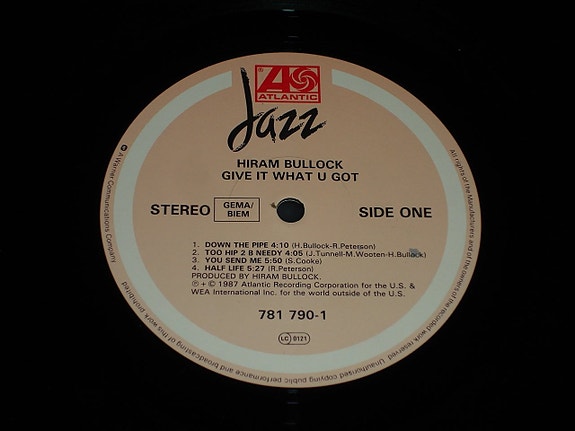 ATLANTIC
Jazz
HIRAM BULLOCK
GIVE IT WHAT U GOT
STEREO GEMA/BIEM SIDE ONE
1. DOWN THE PIPE 4:10 (H.Bullock-R.Peterson)
2. TOO HIP 2 B NEEDY 4:05 (J.Tunnell-M.Wooten-H.Bullock)
3. YOU SEND ME 5:50 (S.Cooke)
4. HALF LIFE 5:27 (R.Peterson)
PRODUCED BY HIRAM BULLOCK.
℗ + © 1987 Atlantic Recording Corporation for the U.S. &
WEA International Inc. for the world outside of the U.S.
781 790-1
LC 0121
A Warner Communications Company
All rights of the Manufacturers and of the owners of the recorded work reserved. Unauthorised copying public performance and broadcasting of this work prohibited